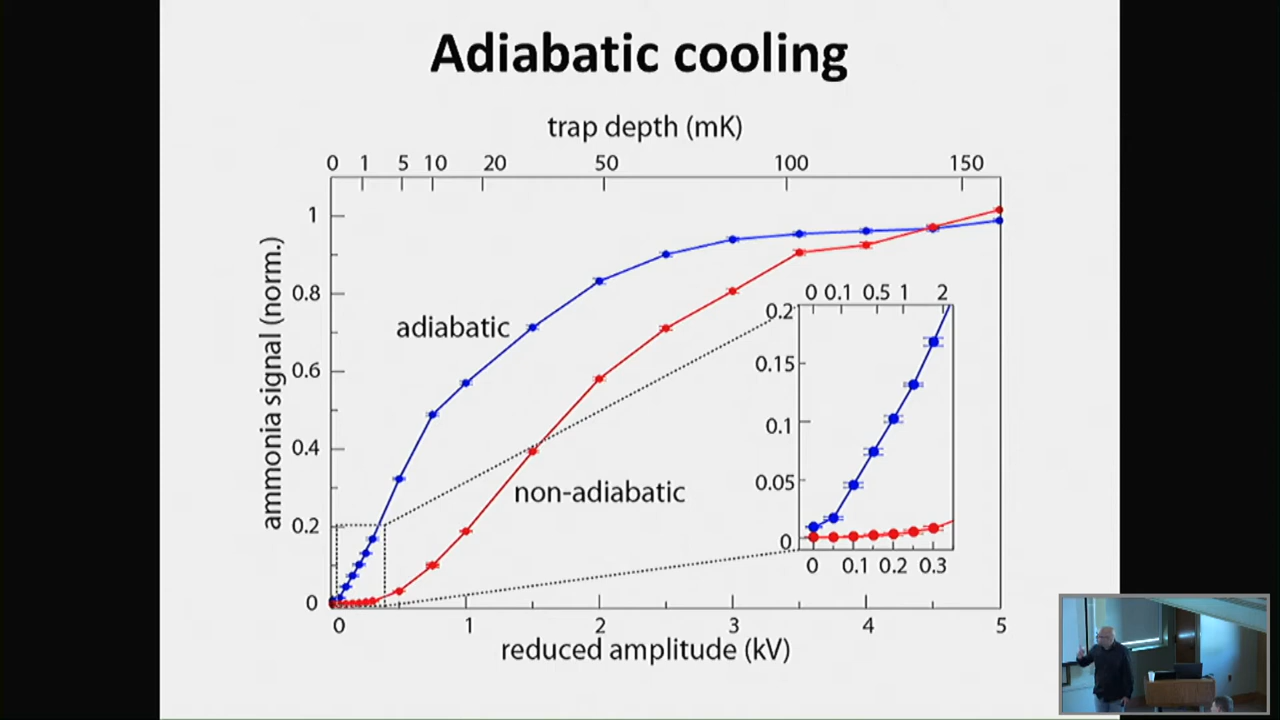 Adiabatic cooling
trap depth (mK)
0 1 5 10 20 50 100 150
ammonia signal (norm.)
1
0.8
0.6
0.4
0.2
0
adiabatic
non-adiabatic
0 0.1 0.5 1 2
0.2
0.15
0.1
0.05
0
0 0.1 0.2 0.3
0 1 2 3 4 5
reduced amplitude (kV)